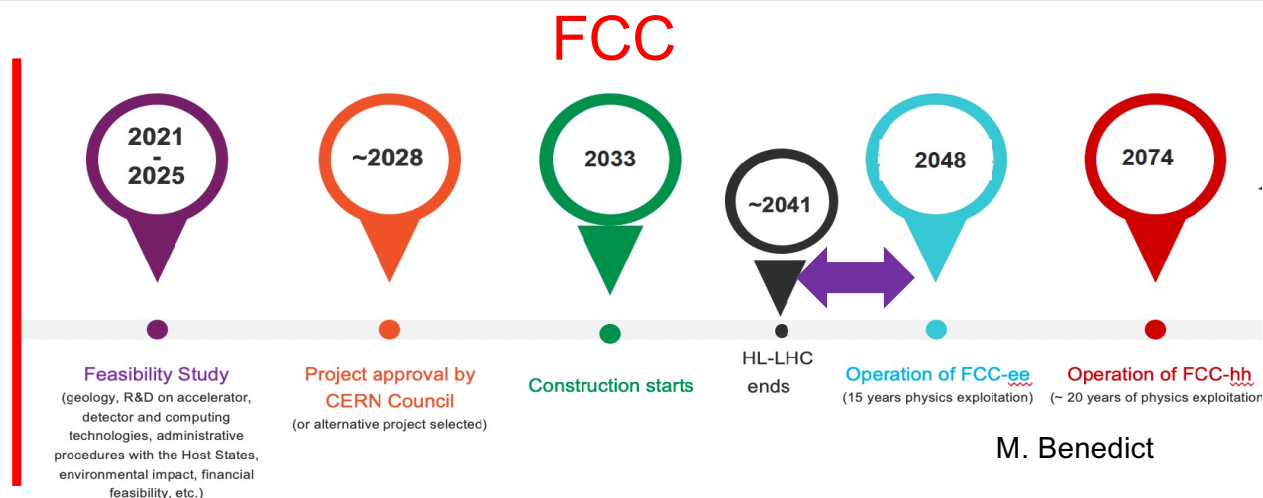 FCC
2021
-
2025
~2028
2033
~2041
2048
2074
Feasibility Study
(geology, R&D on accelerator,
detector and computing
technologies, administrative
procedures with the Host States,
environmental impact, financial
feasibility, etc.)
Project approval by
CERN Council
(or alternative project selected)
Construction starts
HL-LHC
ends
Operation of FCC-ee
(15 years physics exploitation)
Operation of FCC-hh
(~ 20 years of physics exploitation
M. Benedict